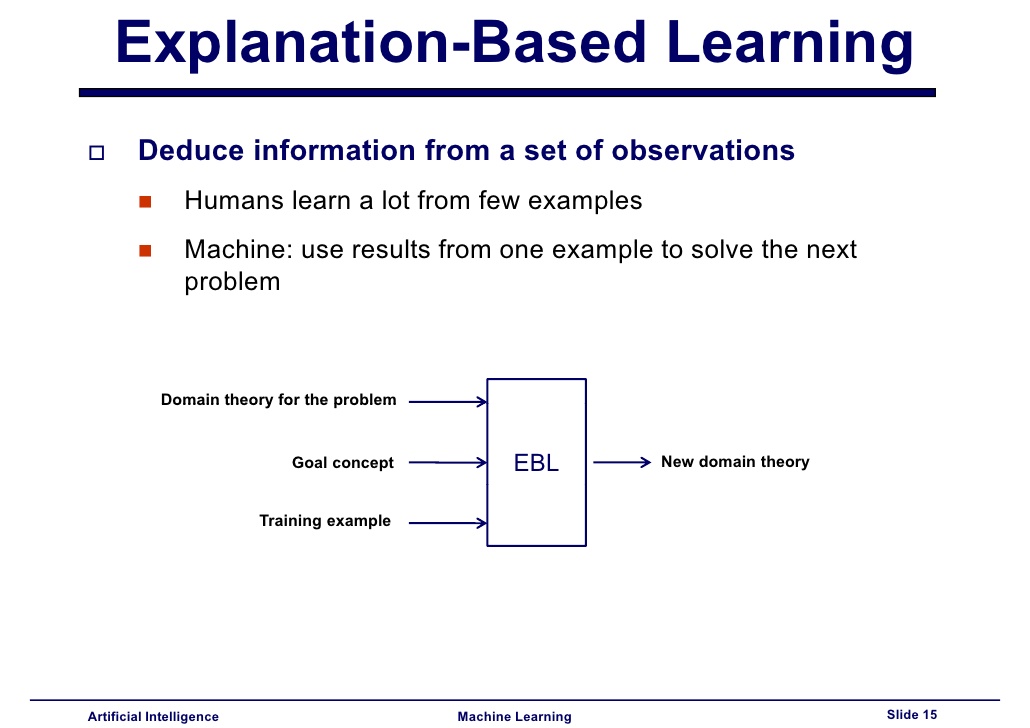 Explanation-Based Learning
Deduce information from a set of observations
Humans learn a lot from few examples
Machine: use results from one example to solve the next
problem
Domain theory for the problem
Goal concept
Training example
EBL
New domain theory
Artificial Intelligence
Machine Learning
Slide 15